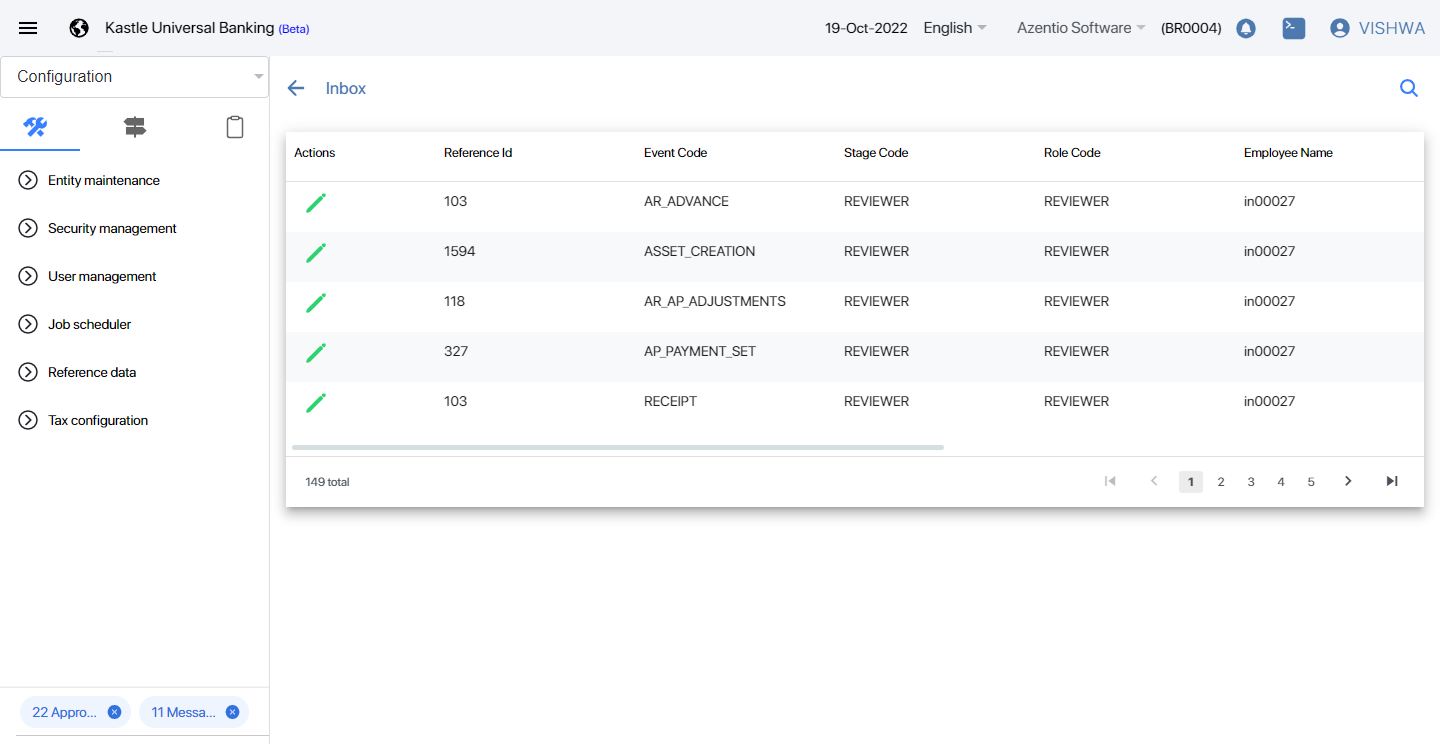 Kastle Universal Banking (Beta) 19-Oct-2022 English Azentio Software (BR0004) VISHWA
Configuration
Inbox
Entity maintenance
Security management
User management
Job scheduler
Reference data
Tax configuration
Actions Reference Id Event Code Stage Code Role Code Employee Name
103 AR_ADVANCE REVIEWER REVIEWER in00027
1594 ASSET_CREATION REVIEWER REVIEWER in00027
118 AR_AP_ADJUSTMENTS REVIEWER REVIEWER in00027
327 AP_PAYMENT_SET REVIEWER REVIEWER in00027
103 RECEIPT REVIEWER REVIEWER in00027
149 total 1 2 3 4 5
22 Appro... 11 Messa...